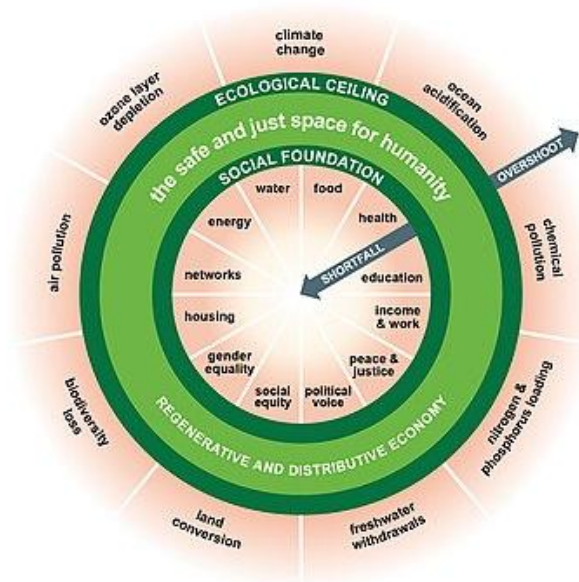 climate
change
ocean
acidification
OVERSHOOT
chemical
pollution
nitrogen &
phosphorus loading
freshwater
withdrawals
land
conversion
biodiversity
loss
air pollution
ozone layer
depletion
ECOLOGICAL CEILING
the safe and just space for humanity
SOCIAL FOUNDATION
water
food
health
SHORTFALL
education
income
& work
peace &
justice
political
voice
social
equity
gender
equality
housing
networks
energy
REGENERATIVE AND DISTRIBUTIVE ECONOMY